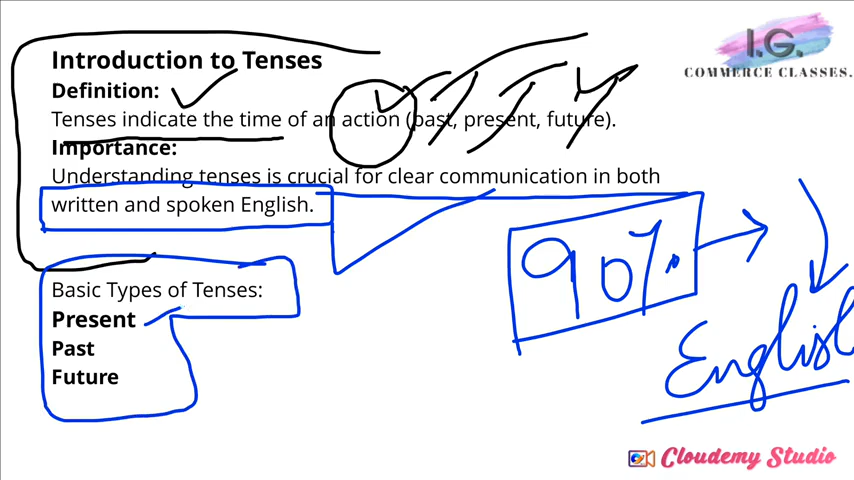 I.G.
COMMERCE CLASSES.
Introduction to Tenses
Definition:
Tenses indicate the time of an action (past, present, future).
Importance:
Understanding tenses is crucial for clear communication in both
written and spoken English.
90%
English
Basic Types of Tenses:
Present
Past
Future
Cloudemy Studio